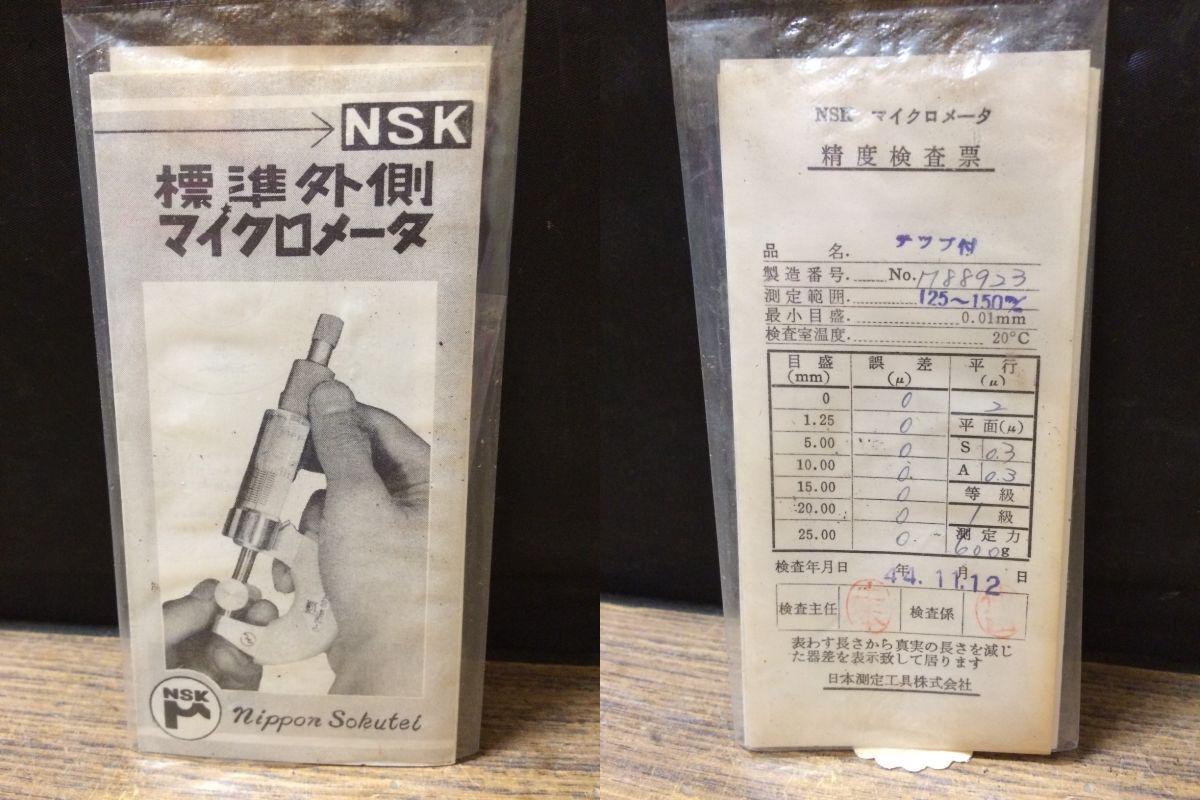 NSK
標準外側
マイクロメータ
NSK
μ
Nippon Sokutei
NSK マイクロメータ
精度検査票
品名. チップ付
製造番号. No.
測定範囲. 125～150㎜
最小目盛. 0.01mm
検査室温度. 20°C
目盛(mm) 誤差(μ) 平行(μ)
0 0 2
1.25 0 平面(μ)
5.00 0 S 0.3
10.00 0. A 0.3
15.00 0 等級
20.00 0 1級
25.00 0. 測定力
600g
検査年月日 44.年11.月12日
検査主任 検査係
表わす長さから真実の長さを減じ
た器差を表示致して居ります
日本測定工具株式会社